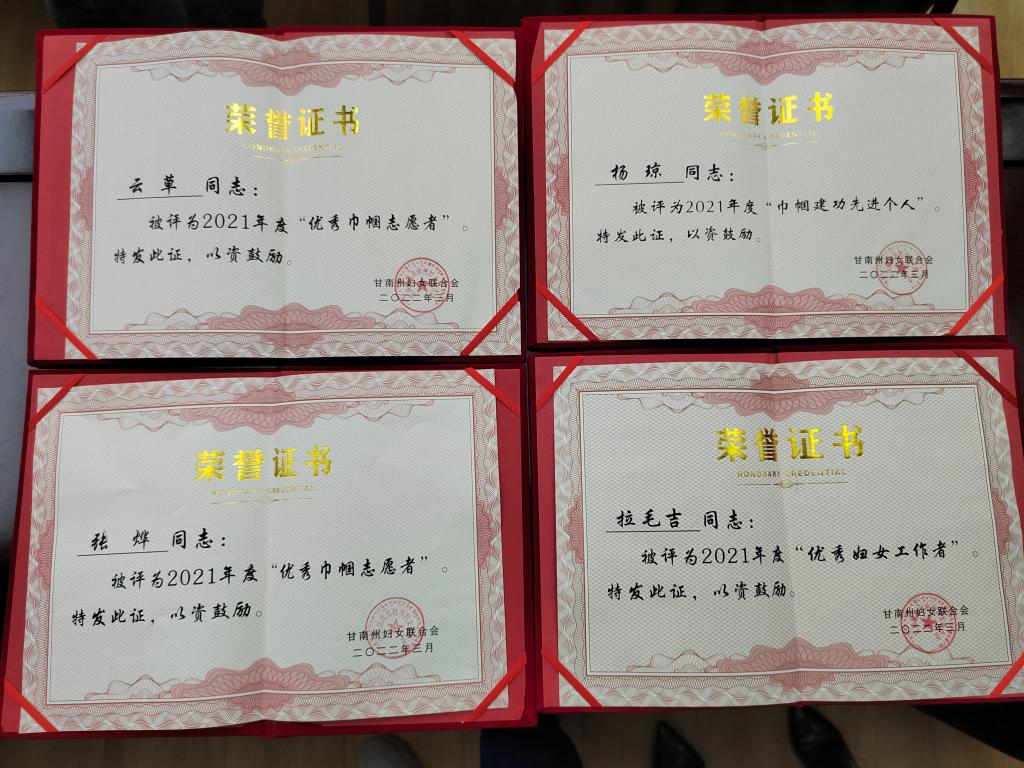 荣誉证书
HONORARY CREDENTIAL
云草 同志：
被评为2021年度“优秀巾帼志愿者”。
特发此证，以资鼓励。
甘南州妇女联合会
二〇二二年三月
荣誉证书
HONORARY CREDENTIAL
杨琼 同志：
被评为2021年度“巾帼建功先进个人”。
特发此证，以资鼓励。
甘南州妇女联合会
二〇二二年三月
荣誉证书
HONORARY CREDENTIAL
张烨 同志：
被评为2021年度“优秀巾帼志愿者”。
特发此证，以资鼓励。
甘南州妇女联合会
二〇二二年三月
荣誉证书
HONORARY CREDENTIAL
拉毛吉 同志：
被评为2021年度“优秀妇女工作者”。
特发此证，以资鼓励。
甘南州妇女联合会
二〇二二年三月